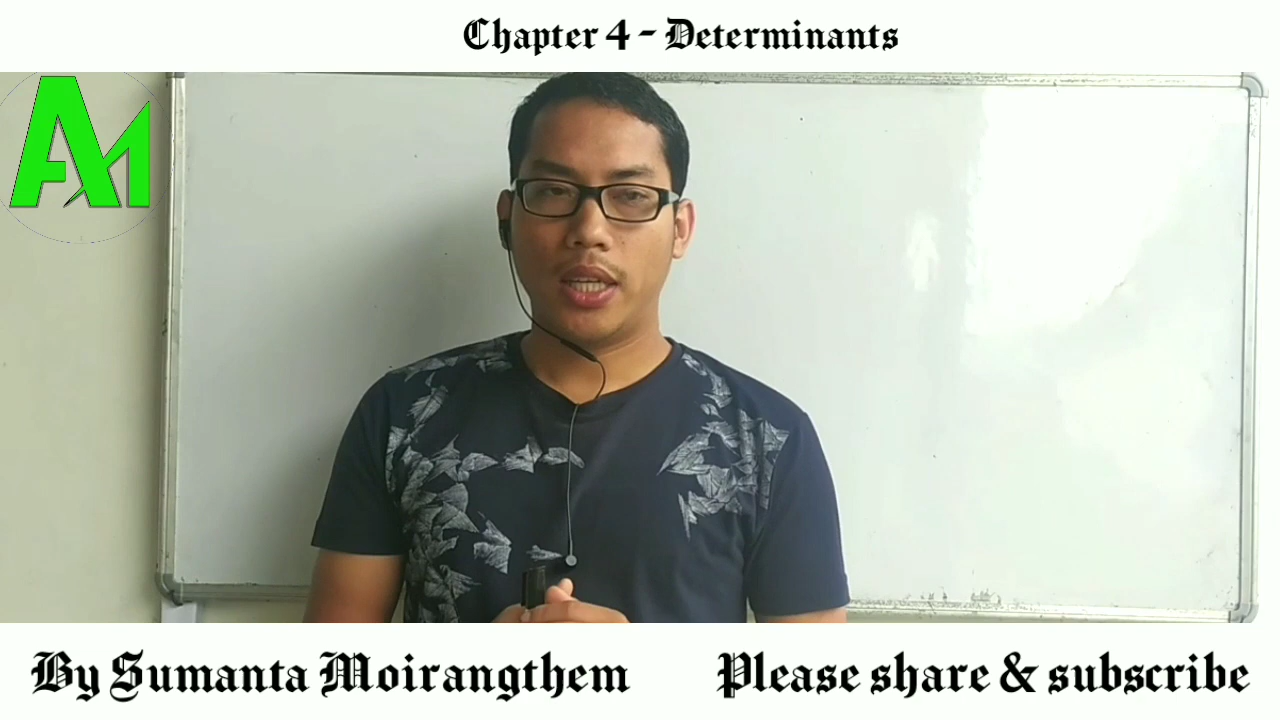 Chapter 4 - Determinants
AM
By Sumanta Moirangthem
Please share & subscribe